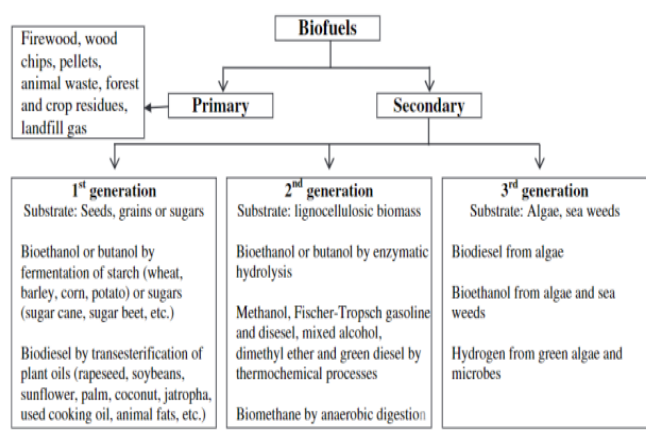 Biofuels
Firewood, wood
chips, pellets,
animal waste, forest
and crop residues,
landfill gas
Primary
Secondary
1st generation
Substrate: Seeds, grains or sugars
Bioethanol or butanol by
fermentation of starch (wheat,
barley, corn, potato) or sugars
(sugar cane, sugar beet, etc.)
Biodiesel by transesterification of
plant oils (rapeseed, soybeans,
sunflower, palm, coconut, jatropha,
used cooking oil, animal fats, etc.)
2nd generation
Substrate: lignocellulosic biomass
Bioethanol or butanol by enzymatic
hydrolysis
Methanol, Fischer-Tropsch gasoline
and disesel, mixed alcohol,
dimethyl ether and green diesel by
thermochemical processes
Biomethane by anaerobic digestion
3rd generation
Substrate: Algae, sea weeds
Biodiesel from algae
Bioethanol from algae and sea
weeds
Hydrogen from green algae and
microbes